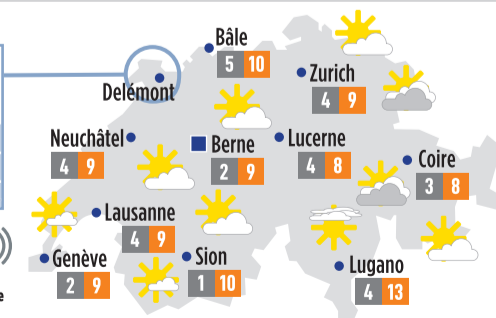 Bâle
5 10
Delémont
Zurich
4 9
Neuchâtel
4 9
Berne
2 9
Lucerne
4 8
Coire
3 8
Lausanne
4 9
Genève
2 9
Sion
1 10
Lugano
4 13
e